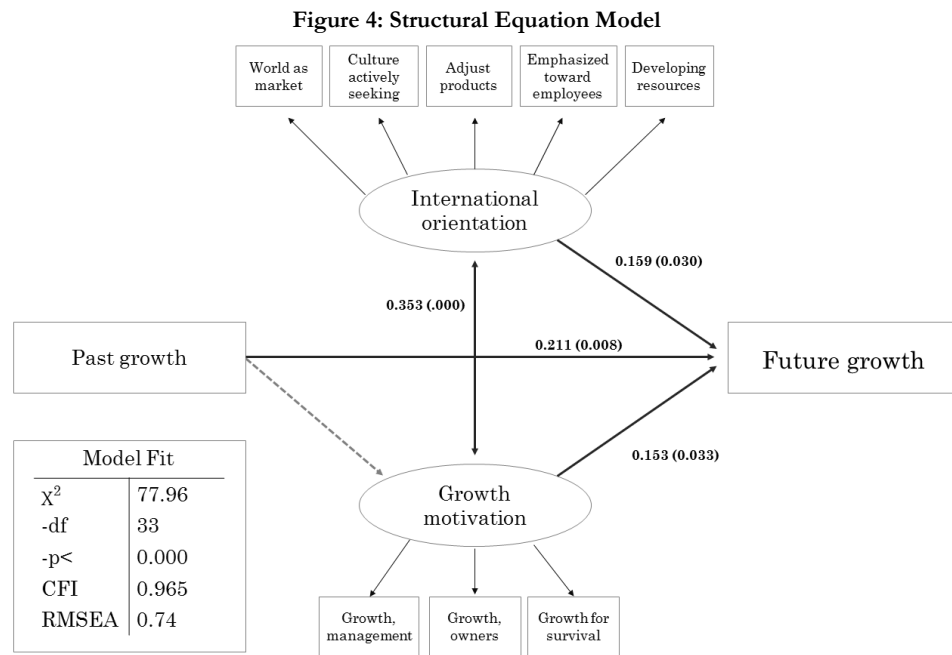 Figure 4: Structural Equation Model
World as
market
Culture
actively
seeking
Adjust
products
Emphasized
toward
employees
Developing
resources
International
orientation
0.159 (0.030)
0.353 (.000)
Past growth
0.211 (0.008)
Future growth
0.153 (0.033)
Model Fit
X²
77.96
-df
33
-p<
0.000
CFI
0.965
RMSEA
0.74
Growth
motivation
Growth,
management
Growth,
owners
Growth for
survival